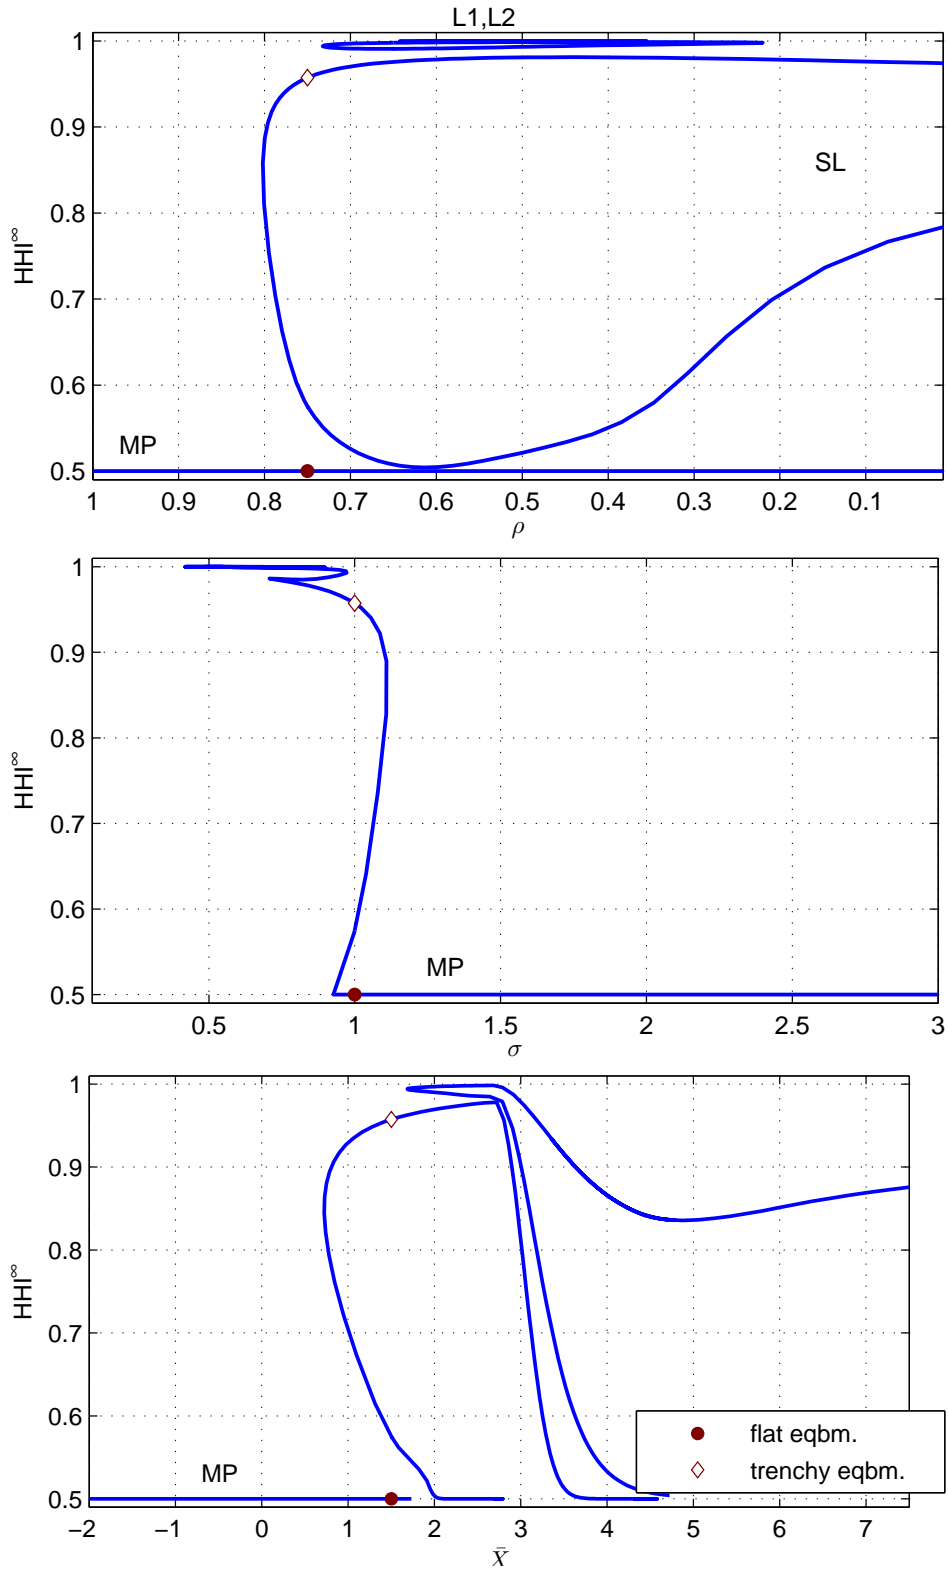 L1,L2
1
0.9
0.8
0.7
0.6
0.5
HHI∞
SL
MP
1 0.9 0.8 0.7 0.6 0.5 0.4 0.3 0.2 0.1
ρ
1
0.9
0.8
0.7
0.6
0.5
HHI∞
MP
0.5 1 1.5 2 2.5 3
σ
1
0.9
0.8
0.7
0.6
0.5
HHI∞
MP
flat eqbm.
trenchy eqbm.
−2 −1 0 1 2 3 4 5 6 7
X̄